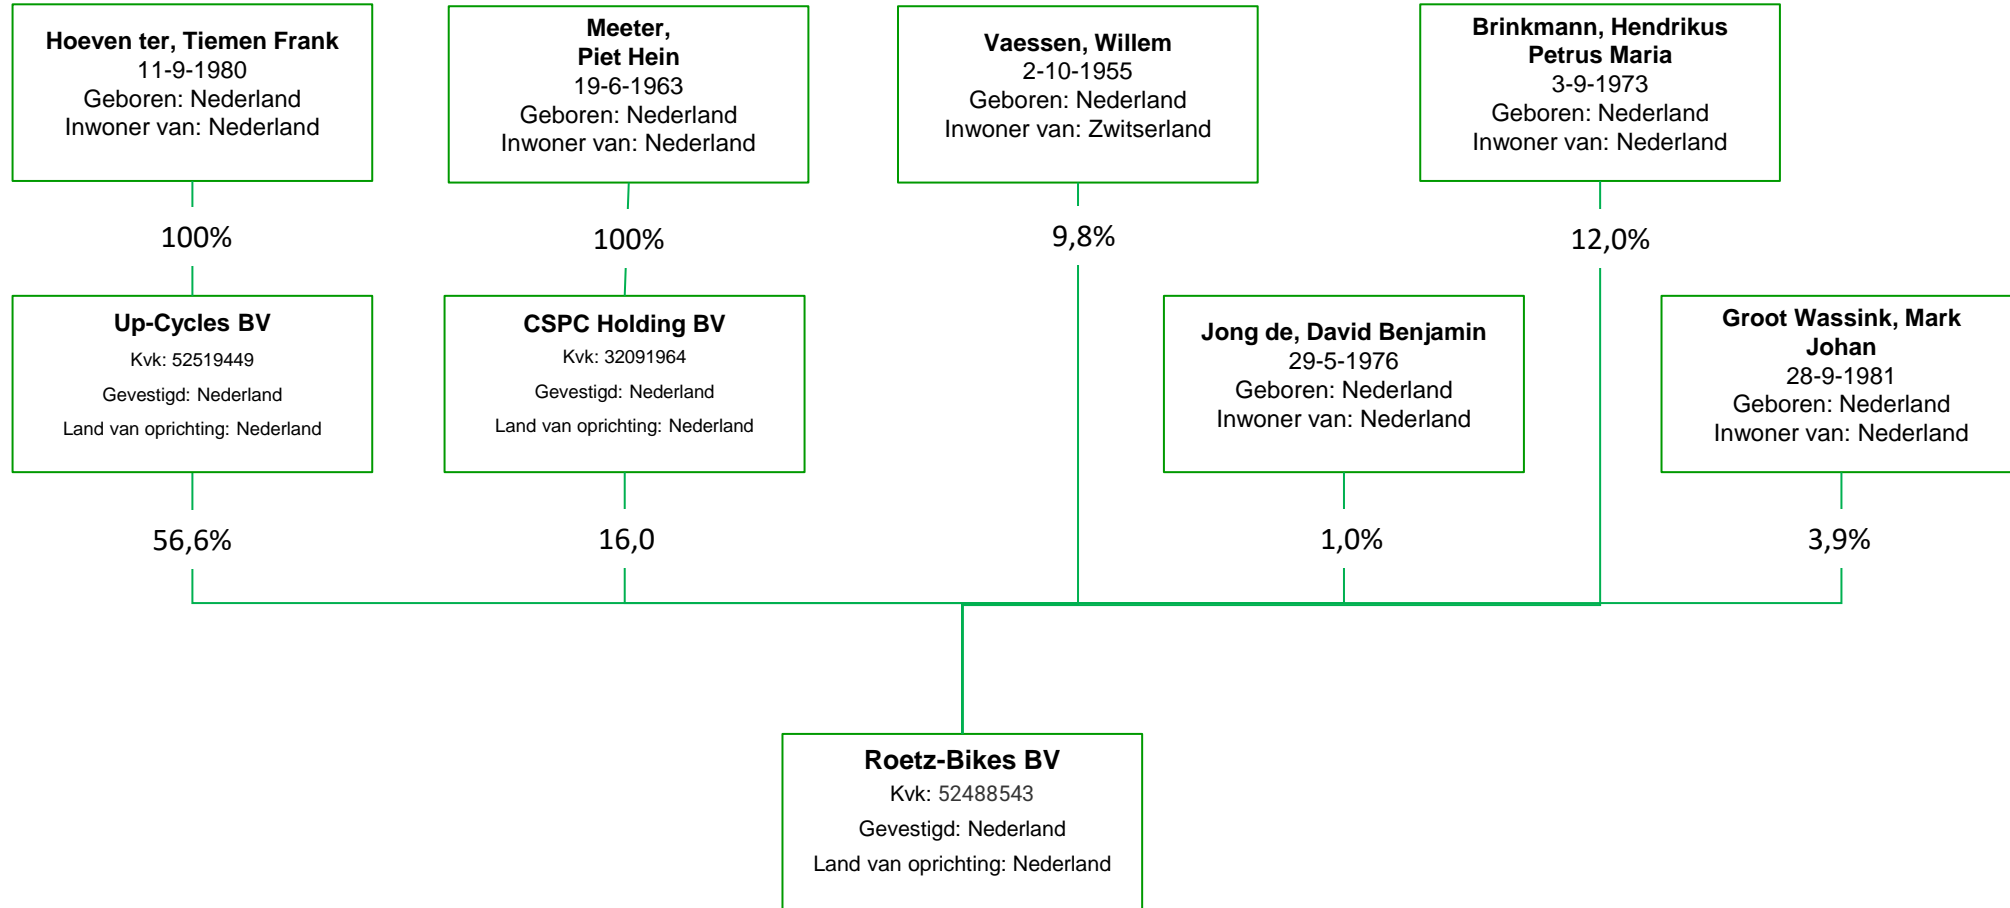 Hoeven ter, Tiemen Frank
11-9-1980
Geboren: Nederland
Inwoner van: Nederland
Meeter,
Piet Hein
19-6-1963
Geboren: Nederland
Inwoner van: Nederland
Vaessen, Willem
2-10-1955
Geboren: Nederland
Inwoner van: Zwitserland
Brinkmann, Hendrikus
Petrus Maria
3-9-1973
Geboren: Nederland
Inwoner van: Nederland
100%
100%
9,8%
12,0%
Up-Cycles BV
Kvk: 52519449
Gevestigd: Nederland
Land van oprichting: Nederland
CSPC Holding BV
Kvk: 32091964
Gevestigd: Nederland
Land van oprichting: Nederland
Jong de, David Benjamin
29-5-1976
Geboren: Nederland
Inwoner van: Nederland
Groot Wassink, Mark
Johan
28-9-1981
Geboren: Nederland
Inwoner van: Nederland
56,6%
16,0
1,0%
3,9%
Roetz-Bikes BV
Kvk: 52488543
Gevestigd: Nederland
Land van oprichting: Nederland